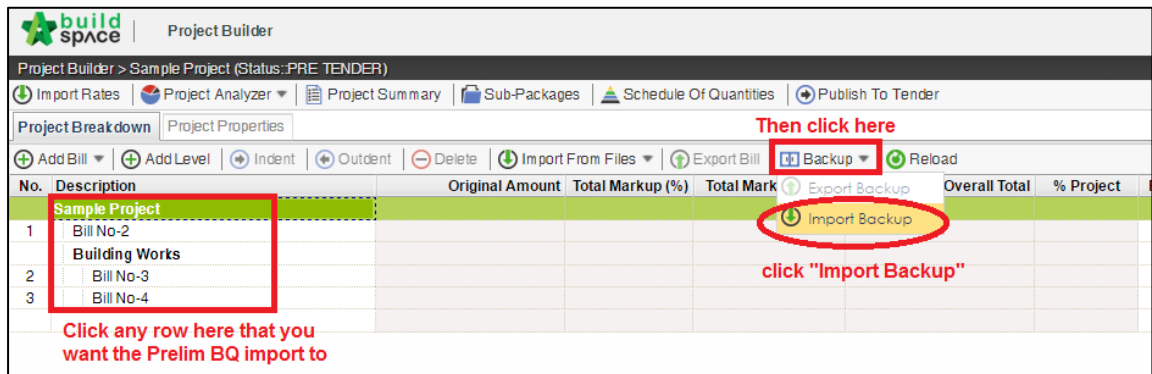 build space
Project Builder
Project Builder > Sample Project (Status::PRE TENDER)
Import Rates Project Analyzer Project Summary Sub-Packages Schedule Of Quantities Publish To Tender
Project Breakdown Project Properties
Then click here
Add Bill Add Level Indent Outdent Delete Import From Files Export Bill Backup Reload
No. Description Original Amount Total Markup (%) Total Mark Overall Total % Project
Export Backup
Sample Project
Import Backup
1 Bill No-2
Building Works
2 Bill No-3
click "Import Backup"
3 Bill No-4
Click any row here that you
want the Prelim BQ import to